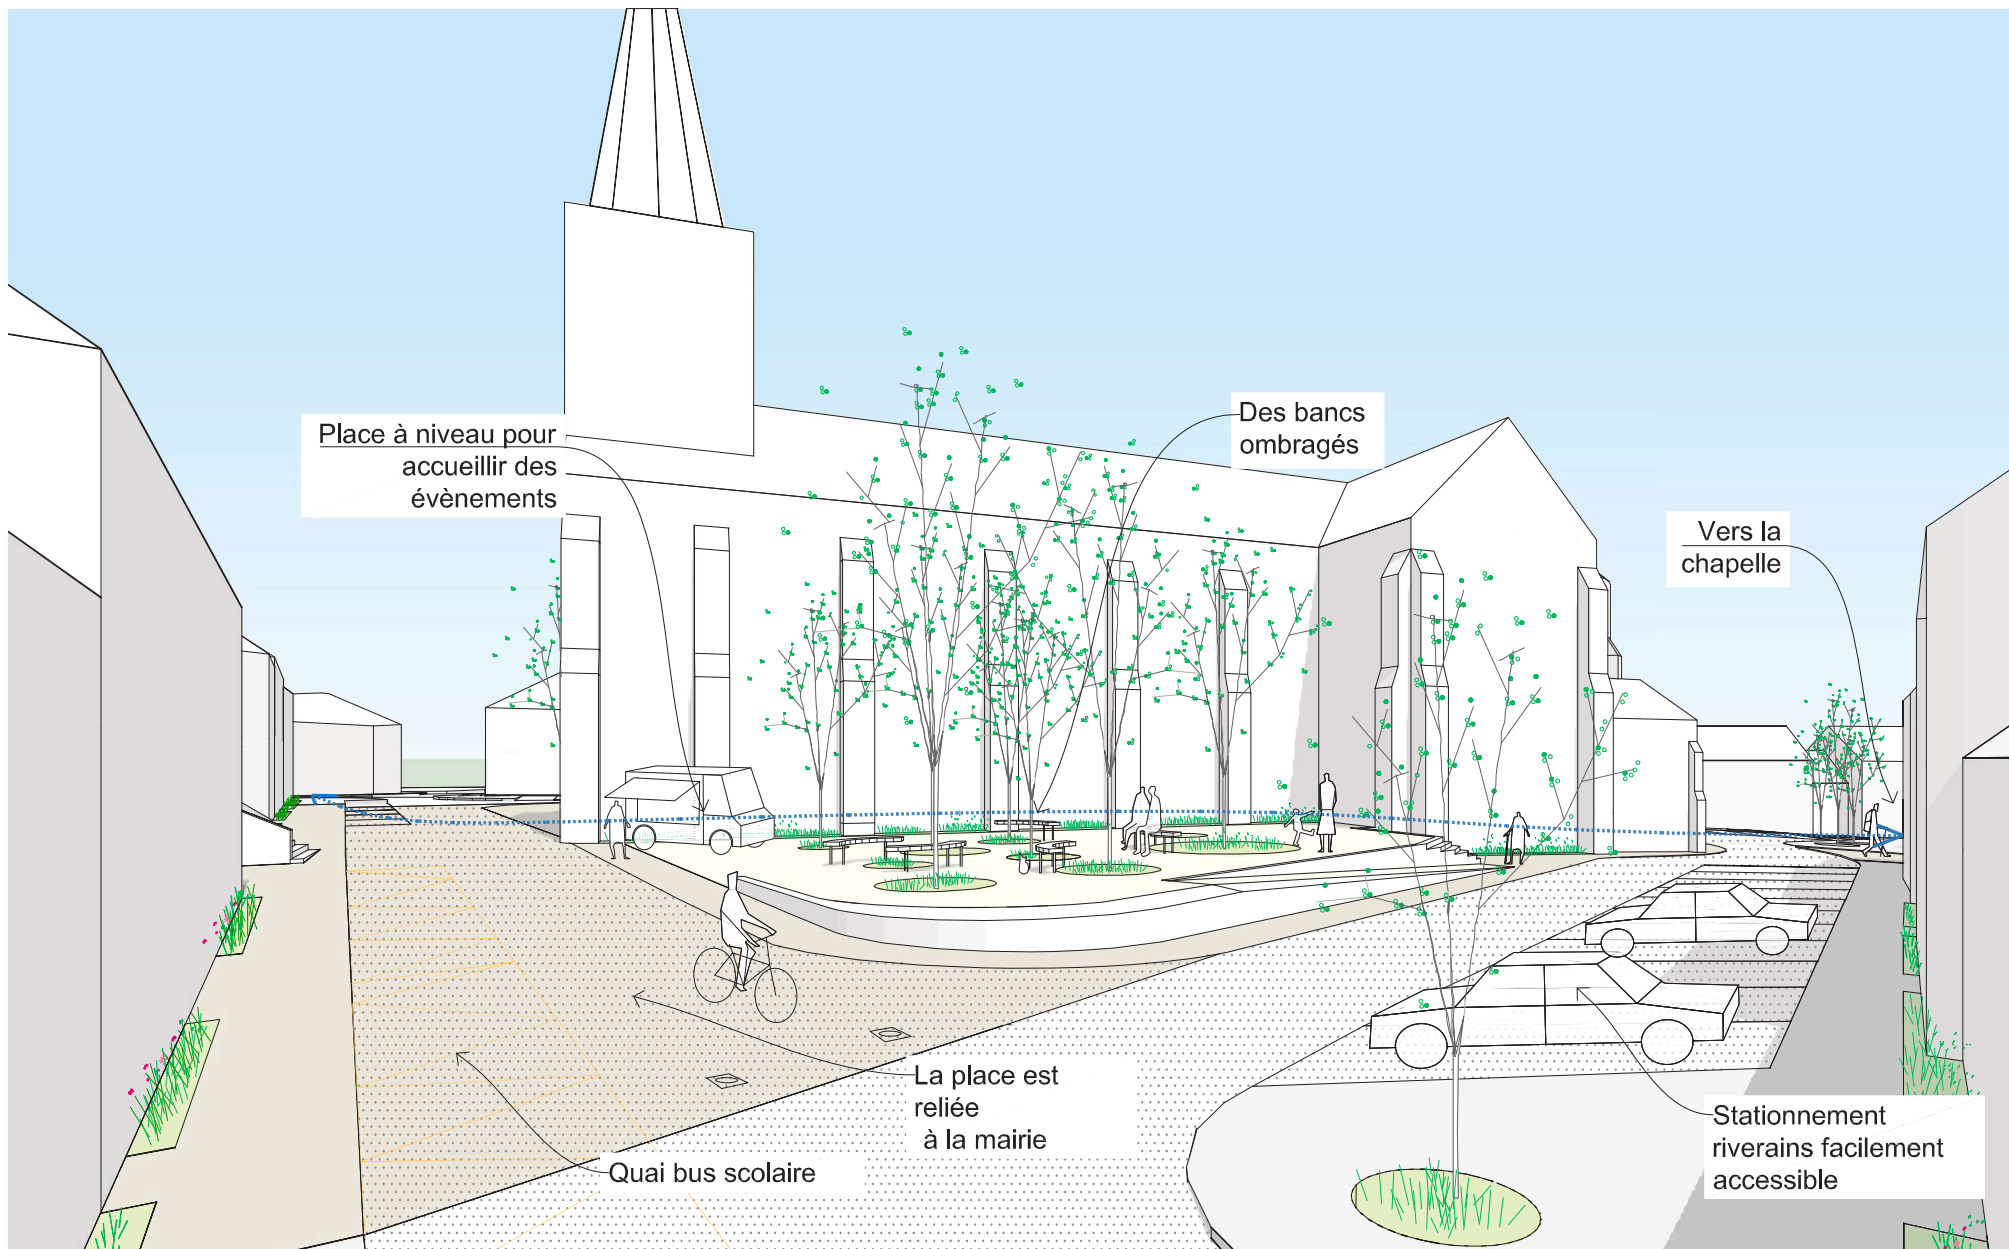 Place à niveau pour
accueillir des
évènements
Des bancs
ombragés
Vers la
chapelle
La place est
reliée
à la mairie
Quai bus scolaire
Stationnement
riverains facilement
accessible